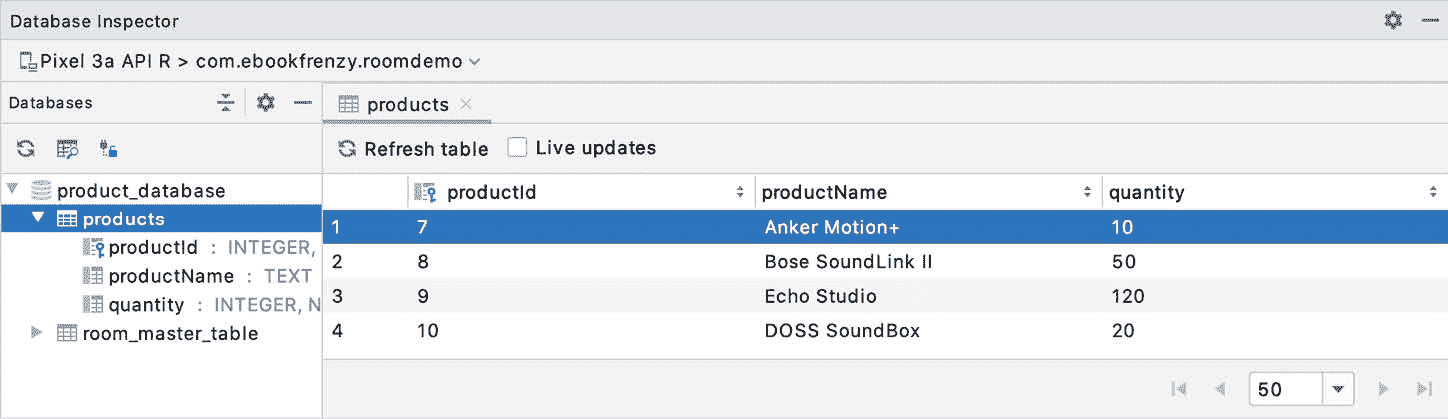 Database Inspector
Pixel 3a API R > com.ebookfrenzy.roomdemo
Databases
products
Refresh table
Live updates
product_database
products
productId : INTEGER,
productName : TEXT
quantity : INTEGER, N
room_master_table
productId productName quantity
1 7 Anker Motion+ 10
2 8 Bose SoundLink II 50
3 9 Echo Studio 120
4 10 DOSS SoundBox 20
50